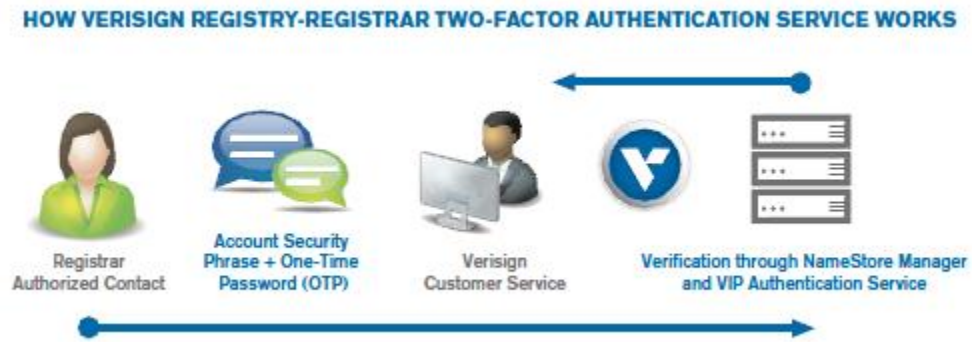 HOW VERISIGN REGISTRY-REGISTRAR TWO-FACTOR AUTHENTICATION SERVICE WORKS
Registrar
Authorized Contact
Account Security
Phrase + One-Time
Password (OTP)
Verisign
Customer Service
Verification through NameStore Manager
and VIP Authentication Service